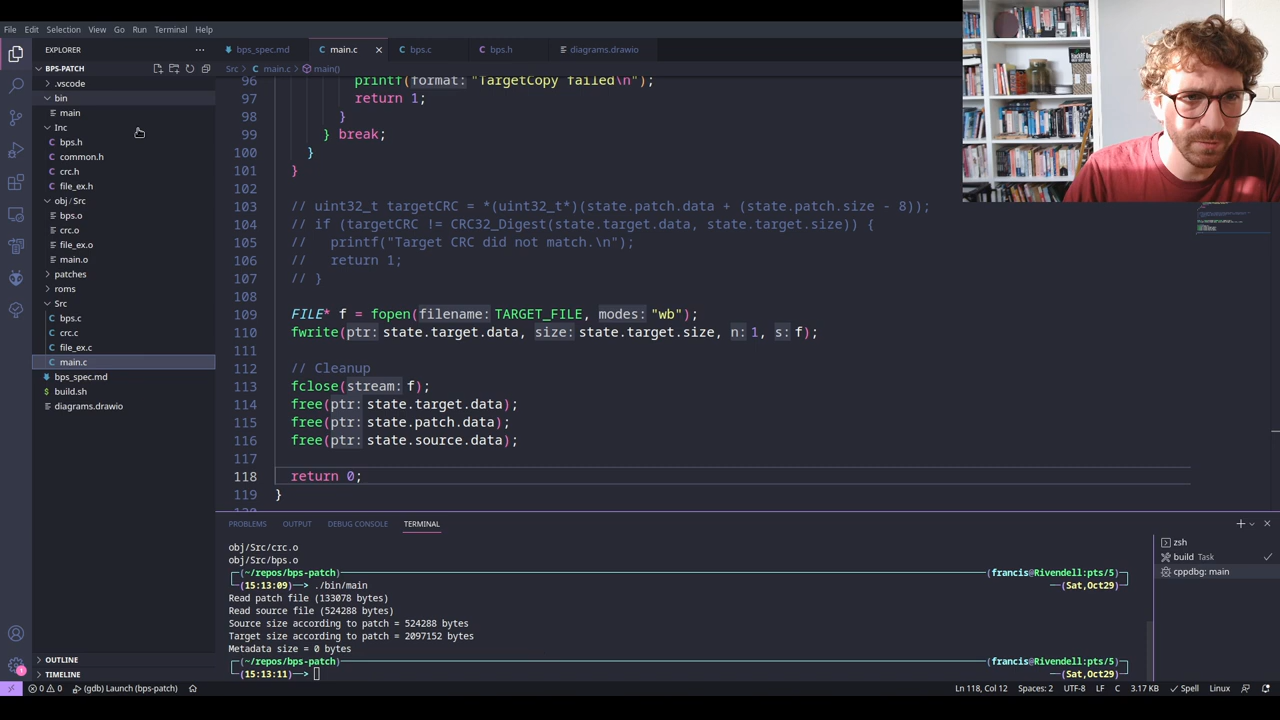 File Edit Selection View Go Run Terminal Help
EXPLORER
BPS-PATCH
.vscode
bin
main
Inc
bps.h
common.h
crc.h
file_ex.h
obj / Src
bps.o
crc.o
file_ex.o
main.o
patches
roms
Src
bps.c
crc.c
file_ex.c
main.c
bps_spec.md
build.sh
diagrams.drawio
OUTLINE
TIMELINE
bps_spec.md main.c bps.c bps.h diagrams.drawio
Src > main.c > main()
96 printf(format: "TargetCopy failed\n");
97 return 1;
98 }
99 } break;
100 }
101 }
102
103 // uint32_t targetCRC = *(uint32_t*)(state.patch.data + (state.patch.size - 8));
104 // if (targetCRC != CRC32_Digest(state.target.data, state.target.size)) {
105 //   printf("Target CRC did not match.\n");
106 //   return 1;
107 // }
108
109 FILE* f = fopen(filename: TARGET_FILE, modes: "wb");
110 fwrite(ptr: state.target.data, size: state.target.size, n: 1, s: f);
111
112 // Cleanup
113 fclose(stream: f);
114 free(ptr: state.target.data);
115 free(ptr: state.patch.data);
116 free(ptr: state.source.data);
117
118 return 0;
119 }
PROBLEMS OUTPUT DEBUG CONSOLE TERMINAL
obj/Src/crc.o
obj/Src/bps.o
(~/repos/bps-patch) (francis@Rivendell:pts/5)
(15:13:09)──> ./bin/main (Sat,Oct29)
Read patch file (133078 bytes)
Read source file (524288 bytes)
Source size according to patch = 524288 bytes
Target size according to patch = 2097152 bytes
Metadata size = 0 bytes
(~/repos/bps-patch) (francis@Rivendell:pts/5)
(15:13:11)──> (Sat,Oct29)
zsh
build Task
cppdbg: main
1
0 0 (gdb) Launch (bps-patch) Ln 118, Col 12 Spaces: 2 UTF-8 LF C 3.17 KB Spell Linux